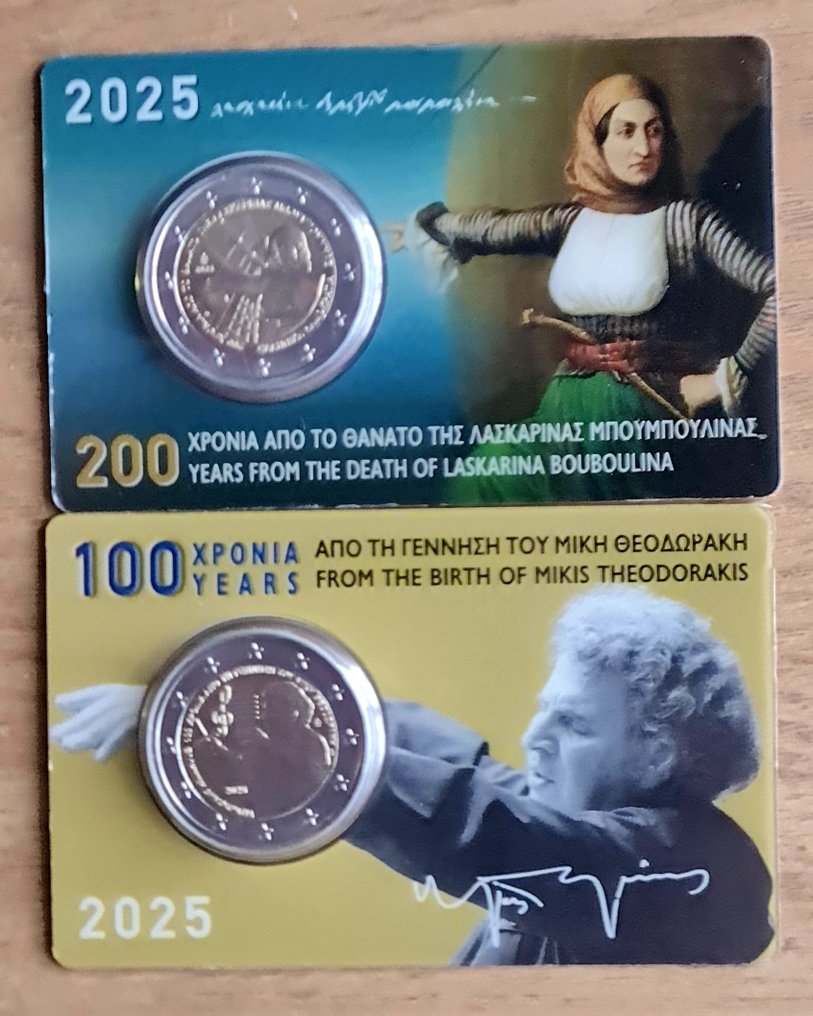 2025
200
ΧΡΟΝΙΑ ΑΠΟ ΤΟ ΘΑΝΑΤΟ ΤΗΣ ΛΑΣΚΑΡΙΝΑΣ ΜΠΟΥΜΠΟΥΛΙΝΑΣ
YEARS FROM THE DEATH OF LASKARINA BOUBOULINA
100 ΧΡΟΝΙΑ
YEARS
ΑΠΟ ΤΗ ΓΕΝΝΗΣΗ ΤΟΥ ΜΙΚΗ ΘΕΟΔΩΡΑΚΗ
FROM THE BIRTH OF MIKIS THEODORAKIS
2025